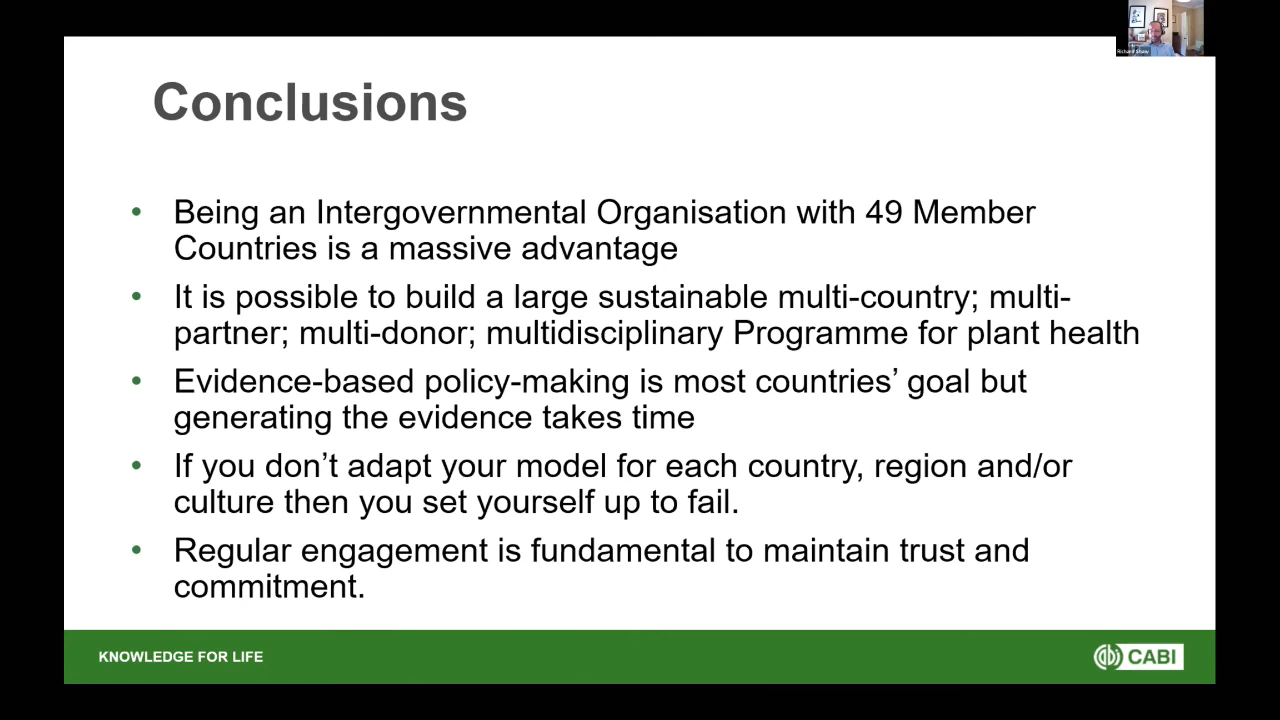 Richard Shaw
Conclusions
• Being an Intergovernmental Organisation with 49 Member
Countries is a massive advantage
• It is possible to build a large sustainable multi-country; multi-
partner; multi-donor; multidisciplinary Programme for plant health
• Evidence-based policy-making is most countries’ goal but
generating the evidence takes time
• If you don’t adapt your model for each country, region and/or
culture then you set yourself up to fail.
• Regular engagement is fundamental to maintain trust and
commitment.
KNOWLEDGE FOR LIFE
cabi CABI